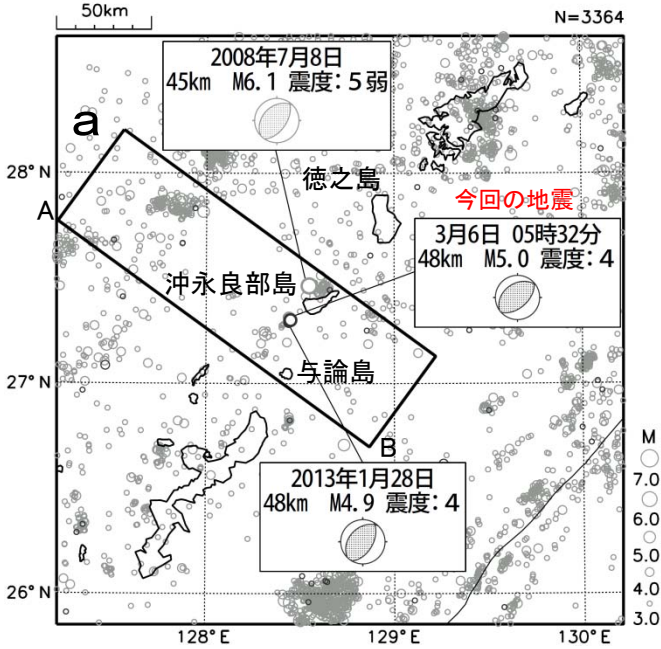 50km
N=3364
2008年7月8日
45km M6.1 震度：5弱
a
28°N
徳之島
今回の地震
A
3月6日 05時32分
48km M5.0 震度：4
沖永良部島
27°N
与論島
B
M
2013年1月28日
48km M4.9 震度：4
7.0
6.0
5.0
4.0
3.0
26°N
128°E
129°E
130°E